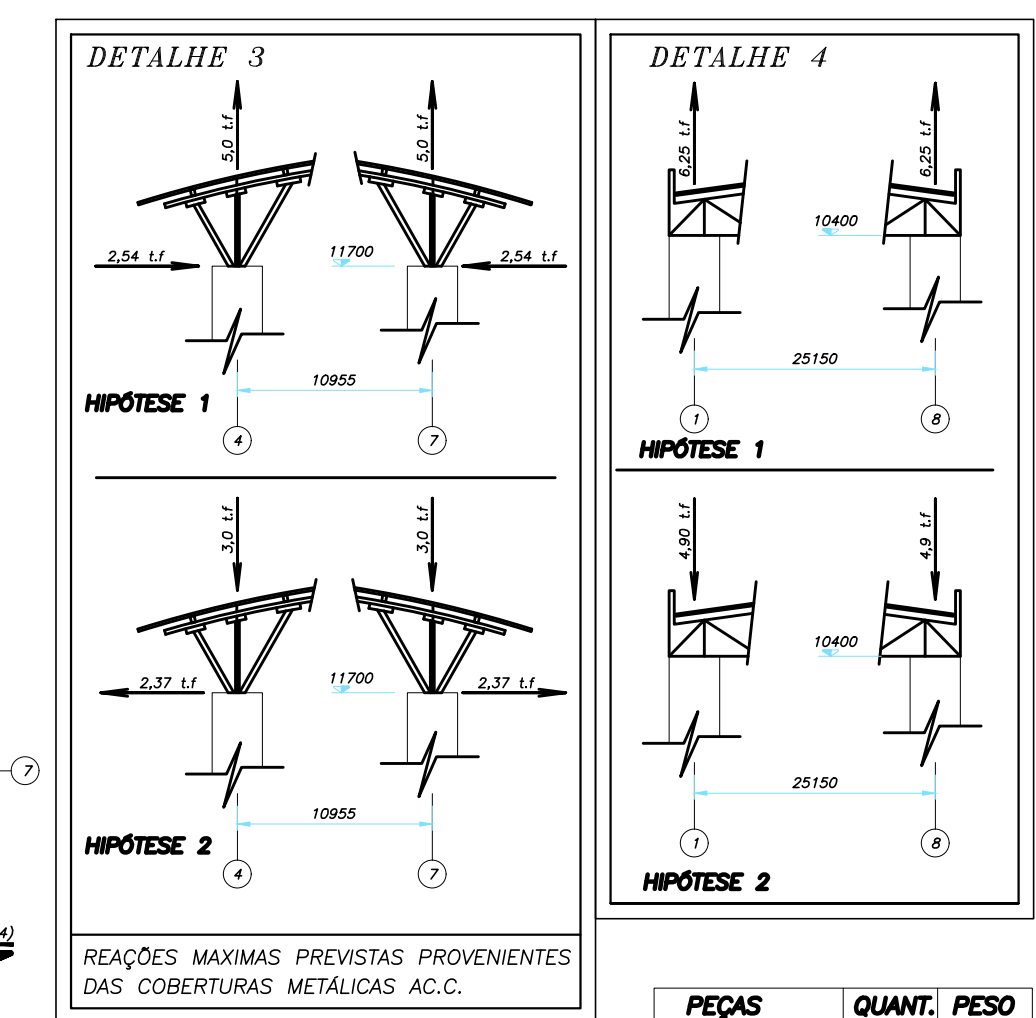 DETALHE 3
5,0 t.f
5,0 t.f
2,54 t.f
11700
2,54 t.f
10955
HIPÓTESE 1
4
7
3,0 t.f
3,0 t.f
2,37 t.f
11700
2,37 t.f
10955
HIPÓTESE 2
4
7
REAÇÕES MAXIMAS PREVISTAS PROVENIENTES
DAS COBERTURAS METÁLICAS AC.C.
DETALHE 4
6,25 t.f
6,25 t.f
10400
25150
1
8
HIPÓTESE 1
4,90 t.f
4,9 t.f
10400
25150
1
8
HIPÓTESE 2
7
4)
PEÇAS QUANT. PESO